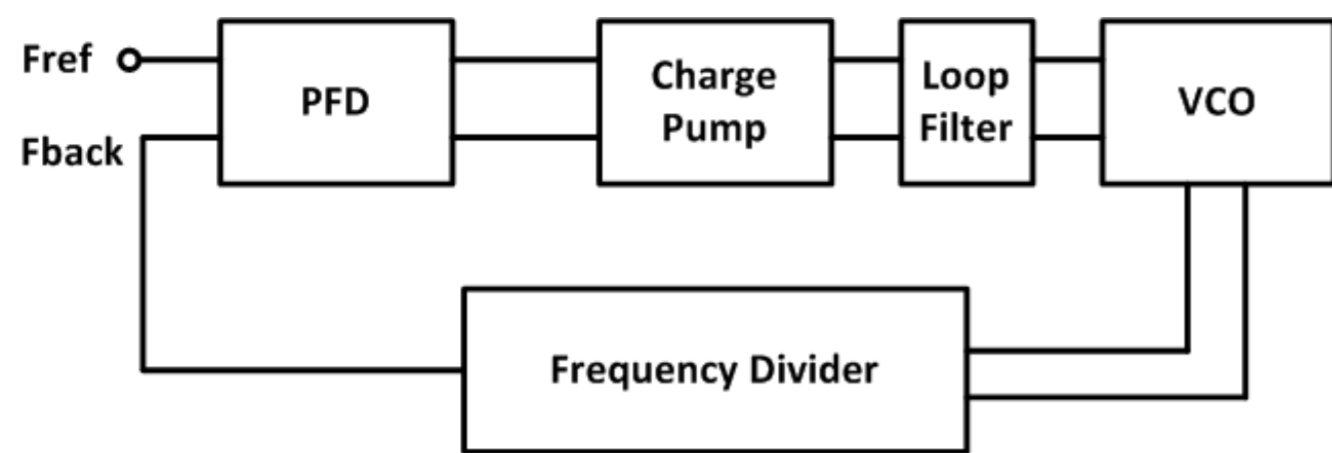 Fref
PFD
Charge
Pump
Loop
Filter
VCO
Fback
Frequency Divider